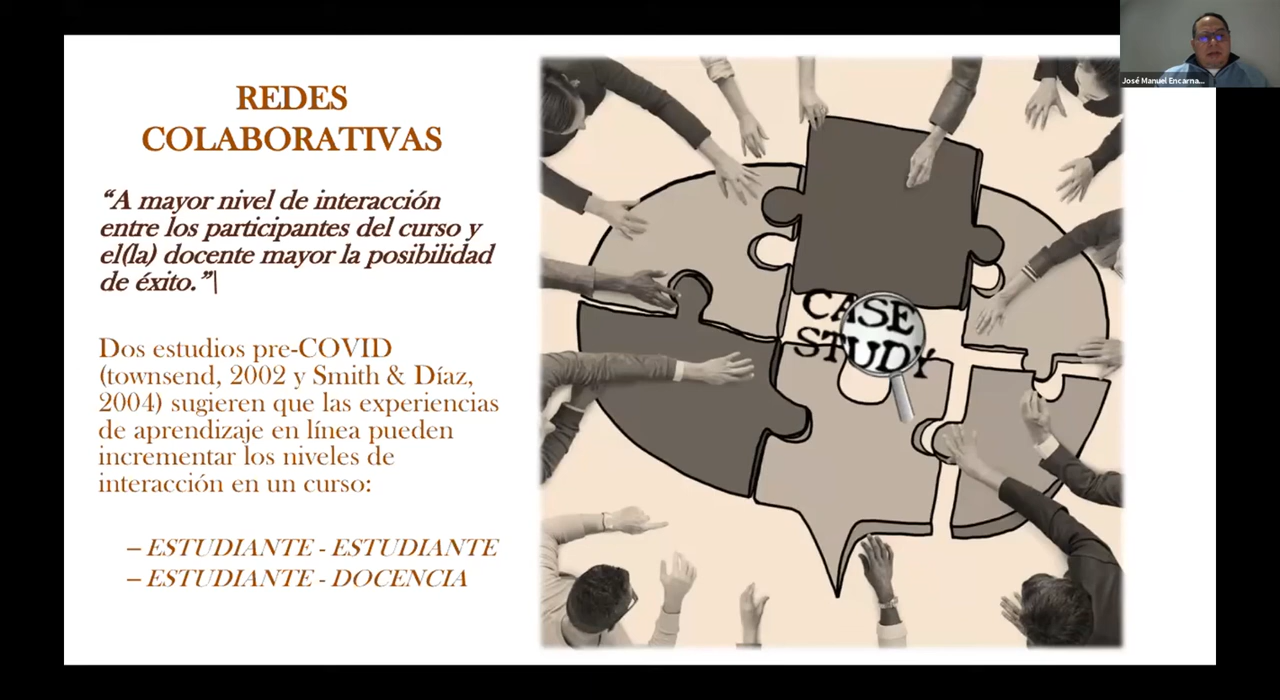 REDES
COLABORATIVAS
“A mayor nivel de interacción
entre los participantes del curso y
el(la) docente mayor la posibilidad
de éxito.”
Dos estudios pre-COVID
(townsend, 2002 y Smith & Díaz,
2004) sugieren que las experiencias
de aprendizaje en línea pueden
incrementar los niveles de
interacción en un curso:
– ESTUDIANTE - ESTUDIANTE
– ESTUDIANTE - DOCENCIA
CASE
STUDY
José Manuel Encarna...